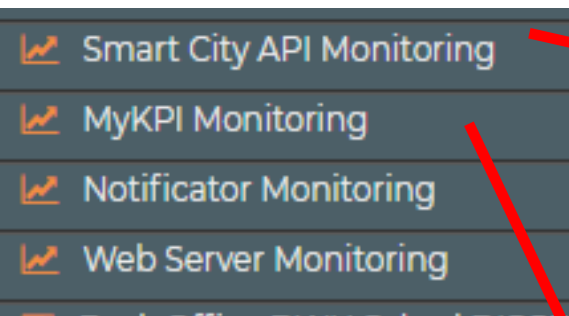 Smart City API Monitoring
MyKPI Monitoring
Notificator Monitoring
Web Server Monitoring